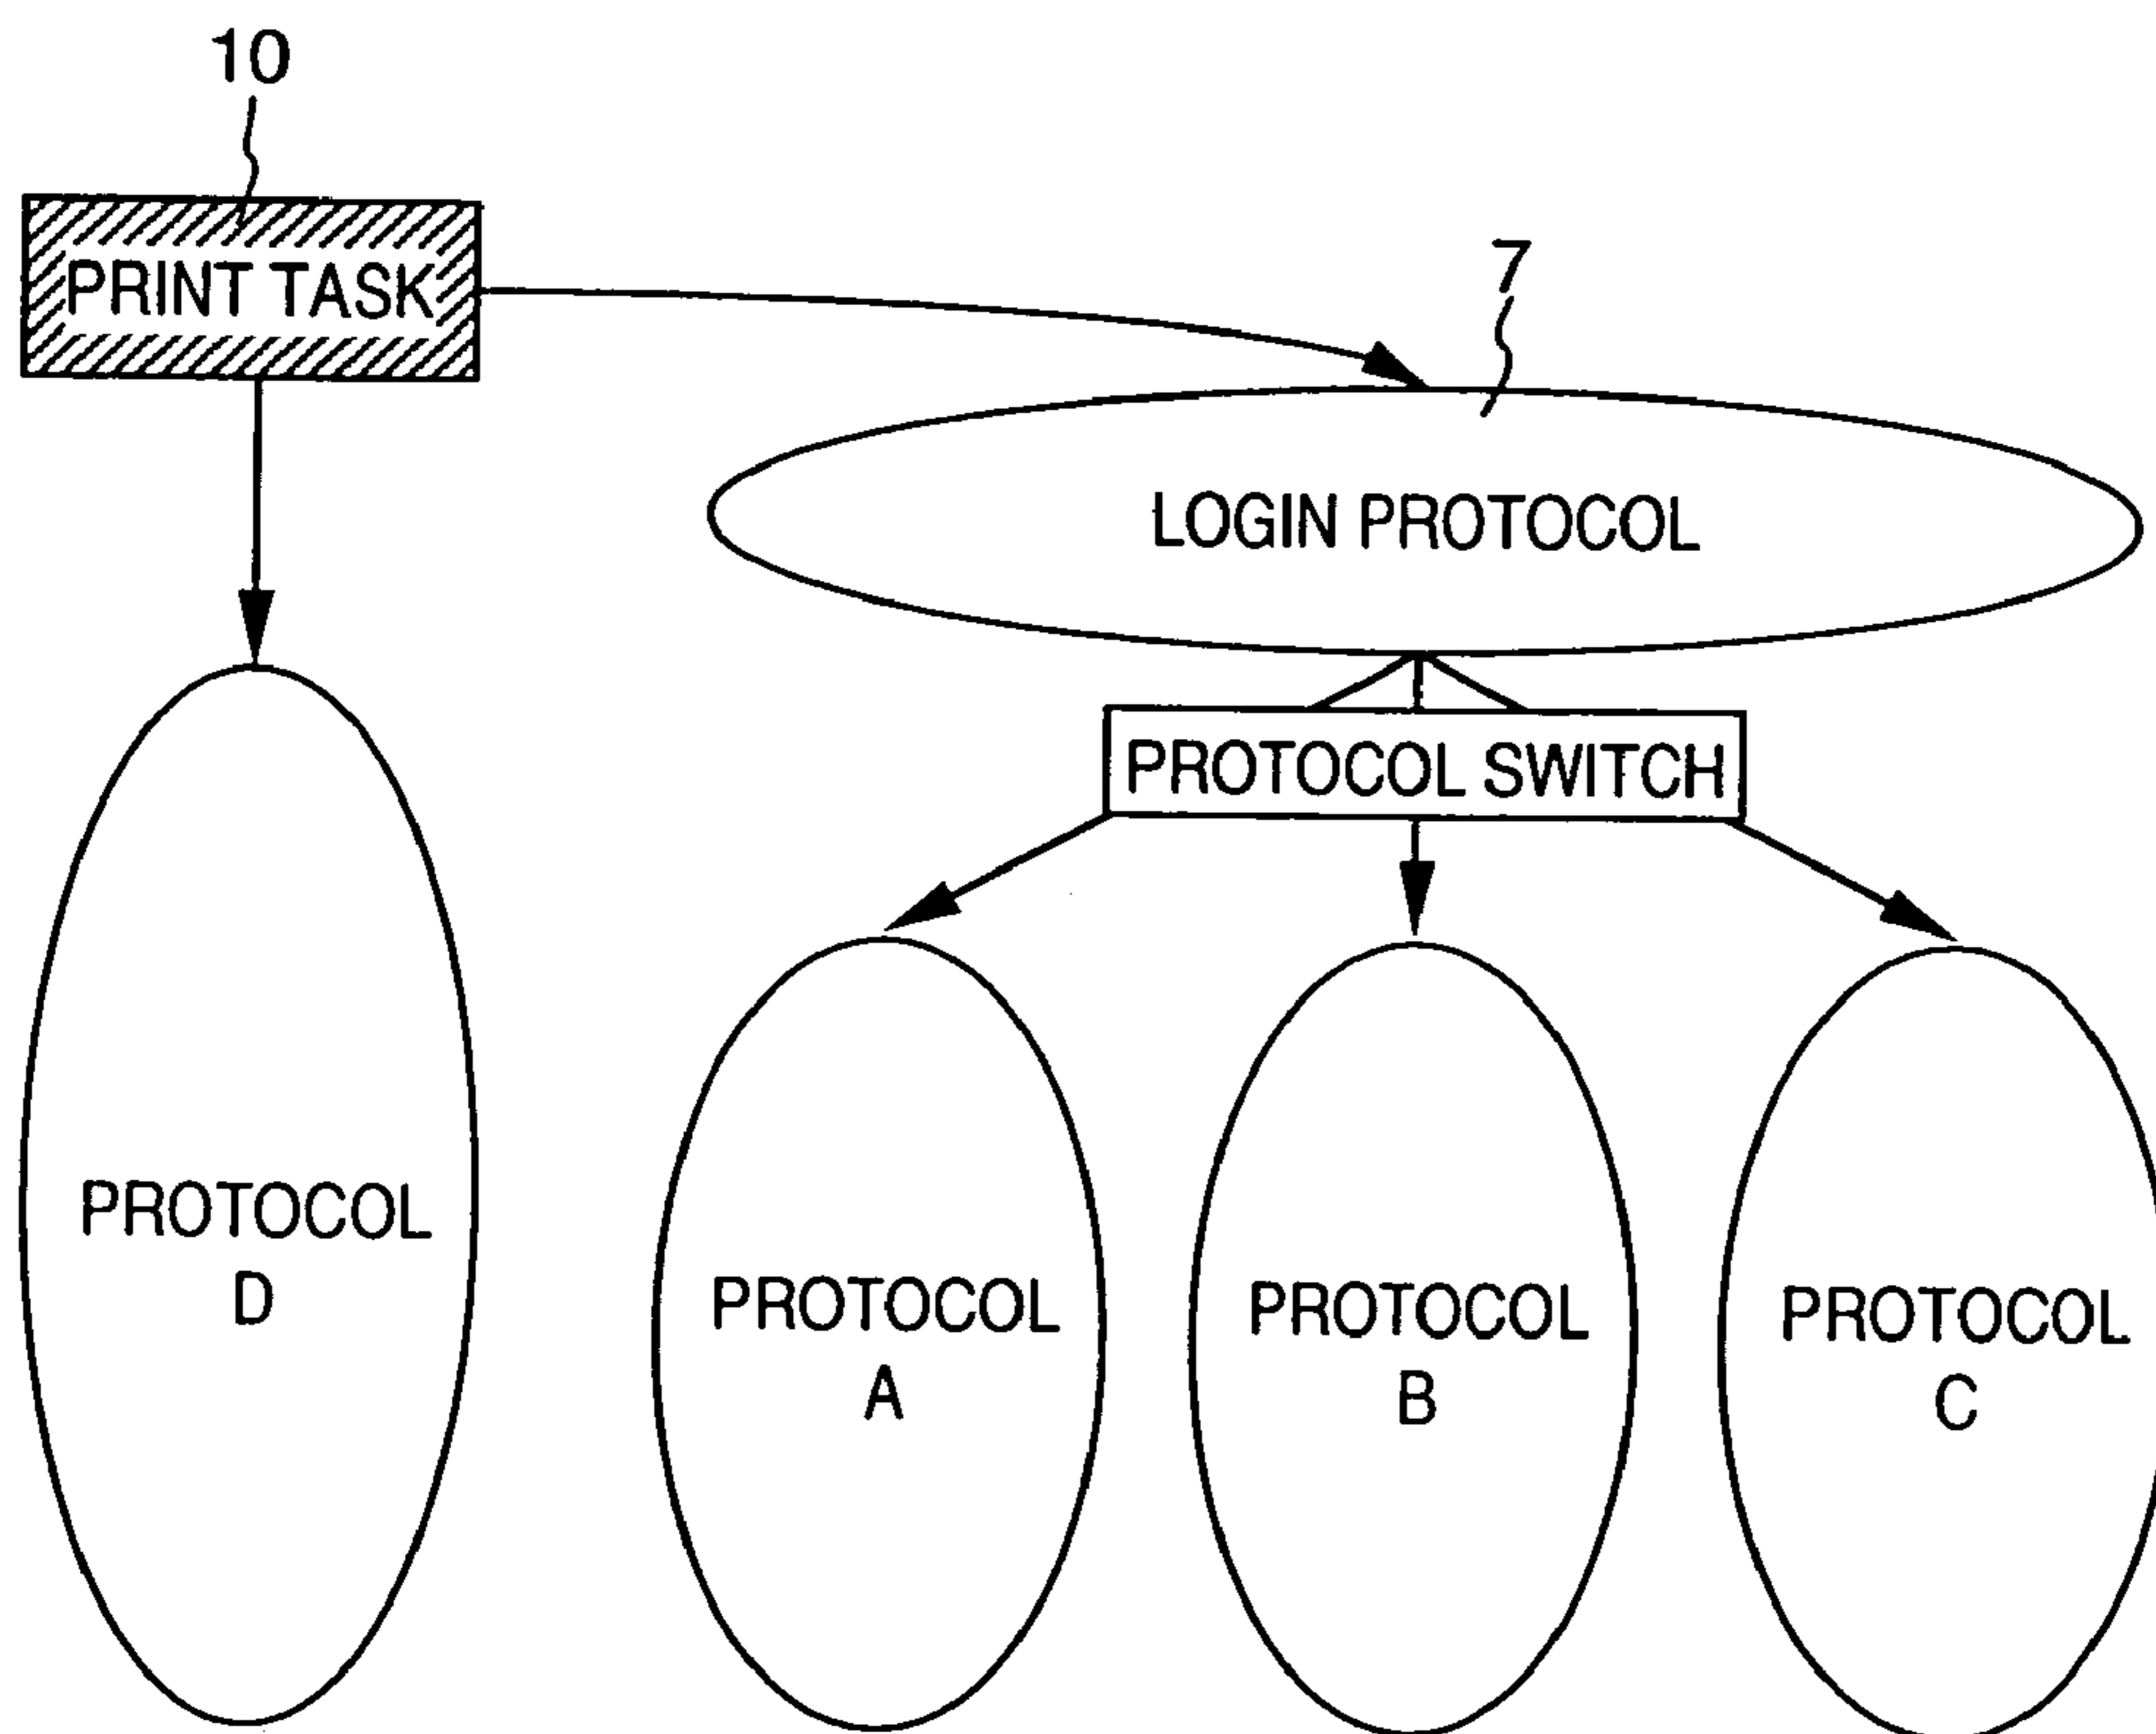 10
PRINT TASK
7
LOGIN PROTOCOL
PROTOCOL SWITCH
PROTOCOL
D
PROTOCOL
A
PROTOCOL
B
PROTOCOL
C